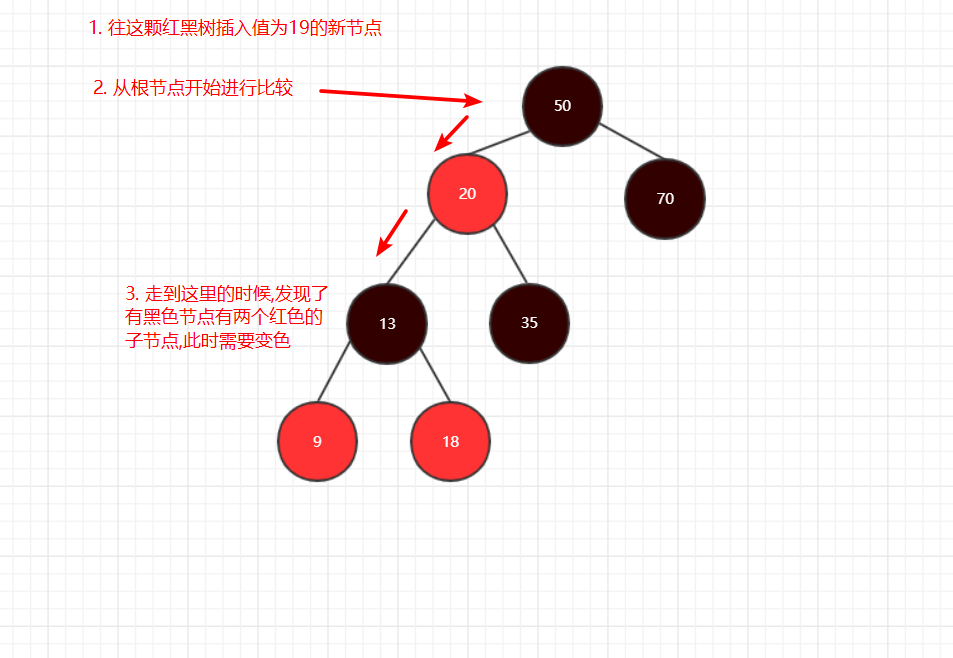 1. 往这颗红黑树插入值为19的新节点
2. 从根节点开始进行比较
50
20
70
3. 走到这里的时候,发现了
有黑色节点有两个红色的
子节点,此时需要变色
13
35
9
18